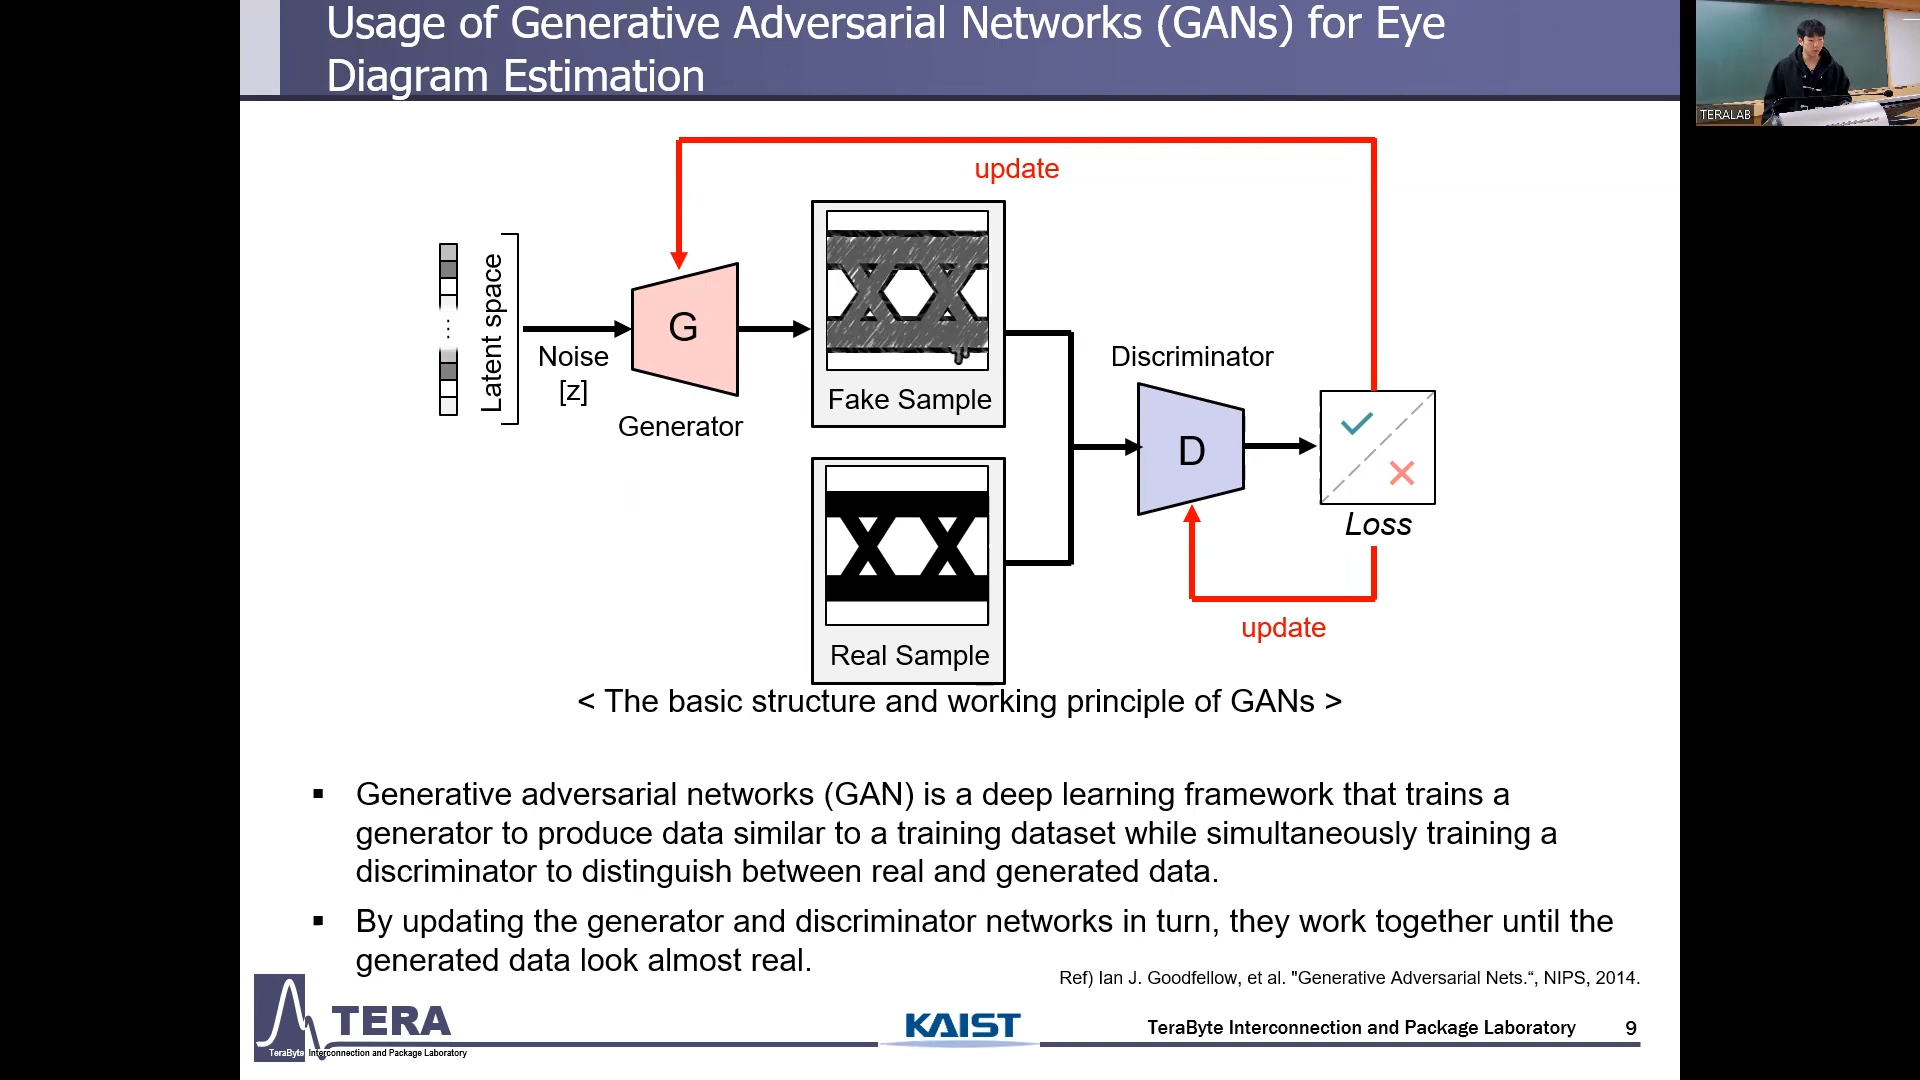 Usage of Generative Adversarial Networks (GANs) for Eye
Diagram Estimation
TERALAB
update
Latent space
Noise
[z]
G
Generator
Fake Sample
Real Sample
Discriminator
D
Loss
update
< The basic structure and working principle of GANs >
▪ Generative adversarial networks (GAN) is a deep learning framework that trains a
generator to produce data similar to a training dataset while simultaneously training a
discriminator to distinguish between real and generated data.
▪ By updating the generator and discriminator networks in turn, they work together until the
generated data look almost real.
Ref) Ian J. Goodfellow, et al. "Generative Adversarial Nets.“, NIPS, 2014.
TERA
TeraByte Interconnection and Package Laboratory
KAIST
TeraByte Interconnection and Package Laboratory
9